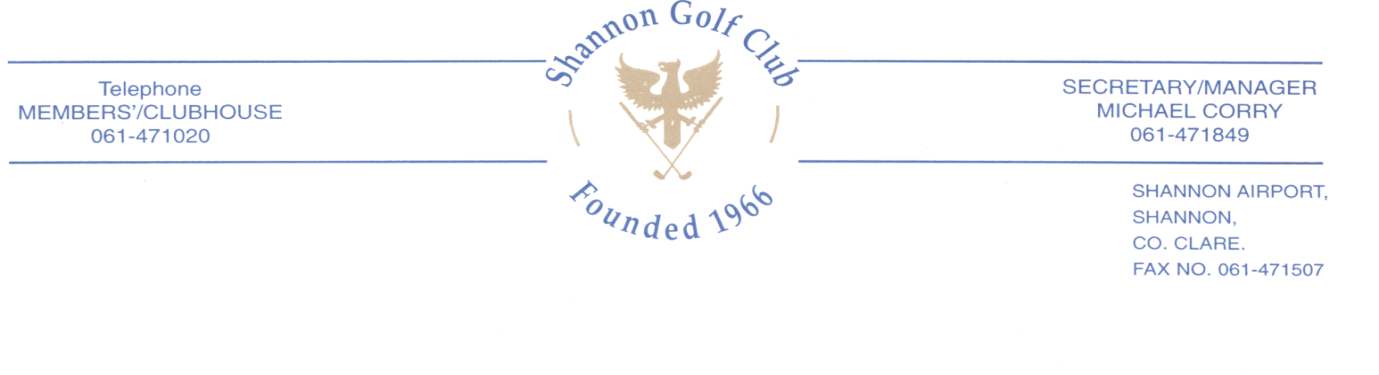 Shannon Golf Club
Telephone
MEMBERS'/CLUBHOUSE
061-471020
SECRETARY/MANAGER
MICHAEL CORRY
061-471849
Founded 1966
SHANNON AIRPORT,
SHANNON,
CO. CLARE.
FAX NO. 061-471507